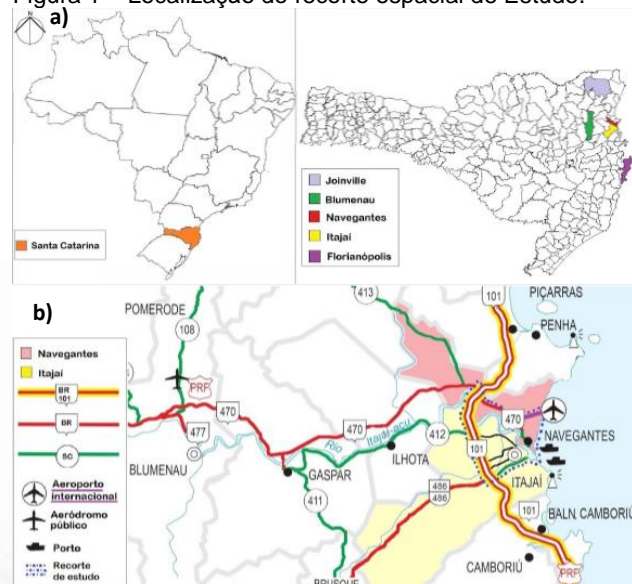 Figura 1 – Localização do recorte espacial do Estudo.
a)
N
Santa Catarina
Joinville
Blumenau
Navegantes
Itajaí
Florianópolis
b)
Navegantes
Itajaí
BR
101
BR
SC
Aeroporto
internacional
Aeródromo
público
Porto
Recorte
de estudo
413
101
PIÇARRAS
POMERODE
PENHA
108
PRF
470
470
470
412
NAVEGANTES
477
Rio Itajaí-açu
101
BLUMENAU
GASPAR
ILHOTA
ITAJAÍ
486
486
411
101
BALN. CAMBORIÚ
CAMBORIÚ
PRF
BRUSQUE